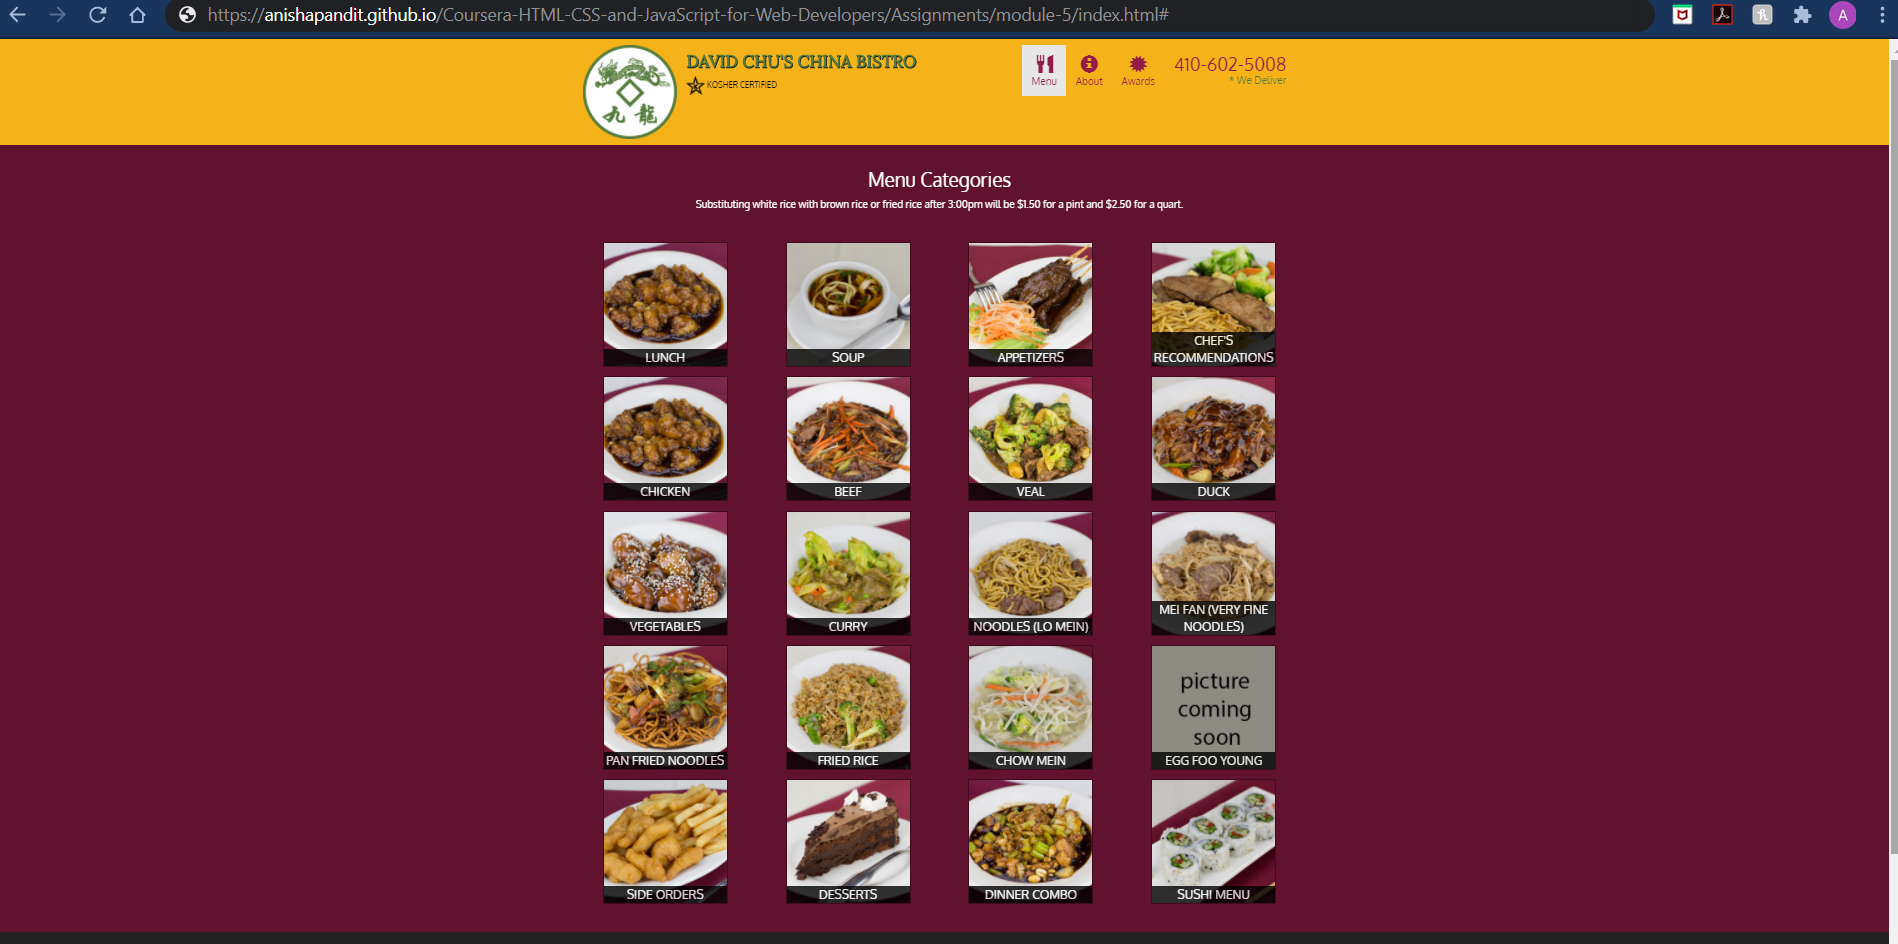 https://anishapandit.github.io/Coursera-HTML-CSS-and-JavaScript-for-Web-Developers/Assignments/module-5/index.html#
A
九 龍
DAVID CHU'S CHINA BISTRO
KOSHER CERTIFIED
Menu
About
Awards
410-602-5008
* We Deliver
Menu Categories
Substituting white rice with brown rice or fried rice after 3:00pm will be $1.50 for a pint and $2.50 for a quart.
LUNCH
SOUP
APPETIZERS
CHEF'S
RECOMMENDATIONS
CHICKEN
BEEF
VEAL
DUCK
VEGETABLES
CURRY
NOODLES (LO MEIN)
MEI FAN (VERY FINE
NOODLES)
PAN FRIED NOODLES
FRIED RICE
CHOW MEIN
picture
coming
soon
EGG FOO YOUNG
SIDE ORDERS
DESSERTS
DINNER COMBO
SUSHI MENU